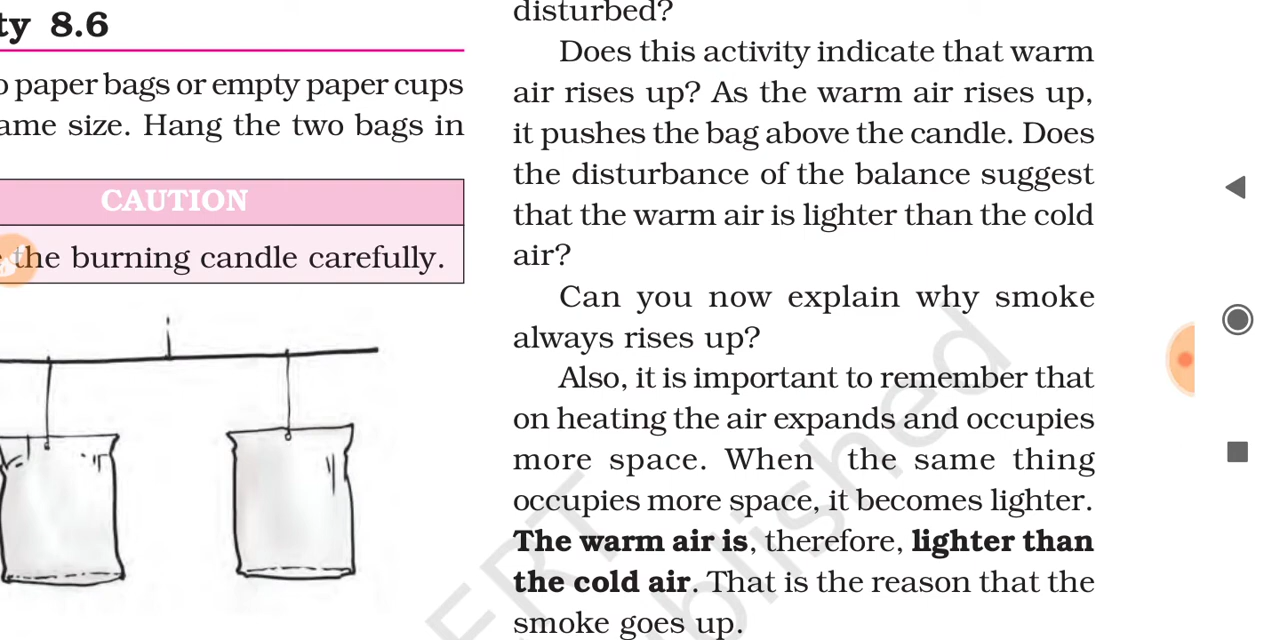 ty 8.6
o paper bags or empty paper cups
ame size. Hang the two bags in
CAUTION
the burning candle carefully.
disturbed?
Does this activity indicate that warm
air rises up? As the warm air rises up,
it pushes the bag above the candle. Does
the disturbance of the balance suggest
that the warm air is lighter than the cold
air?
Can you now explain why smoke
always rises up?
Also, it is important to remember that
on heating the air expands and occupies
more space. When the same thing
occupies more space, it becomes lighter.
The warm air is, therefore, lighter than
the cold air. That is the reason that the
smoke goes up.